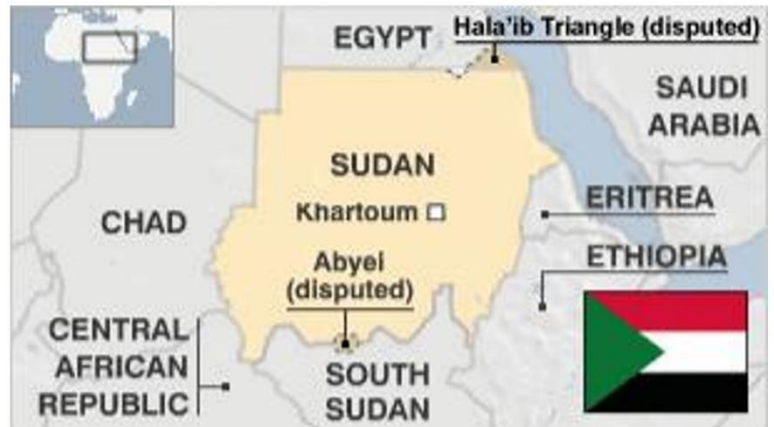 EGYPT
Hala'ib Triangle (disputed)
SAUDI
ARABIA
SUDAN
Khartoum
CHAD
ERITREA
Abyei
(disputed)
ETHIOPIA
CENTRAL
AFRICAN
REPUBLIC
SOUTH
SUDAN